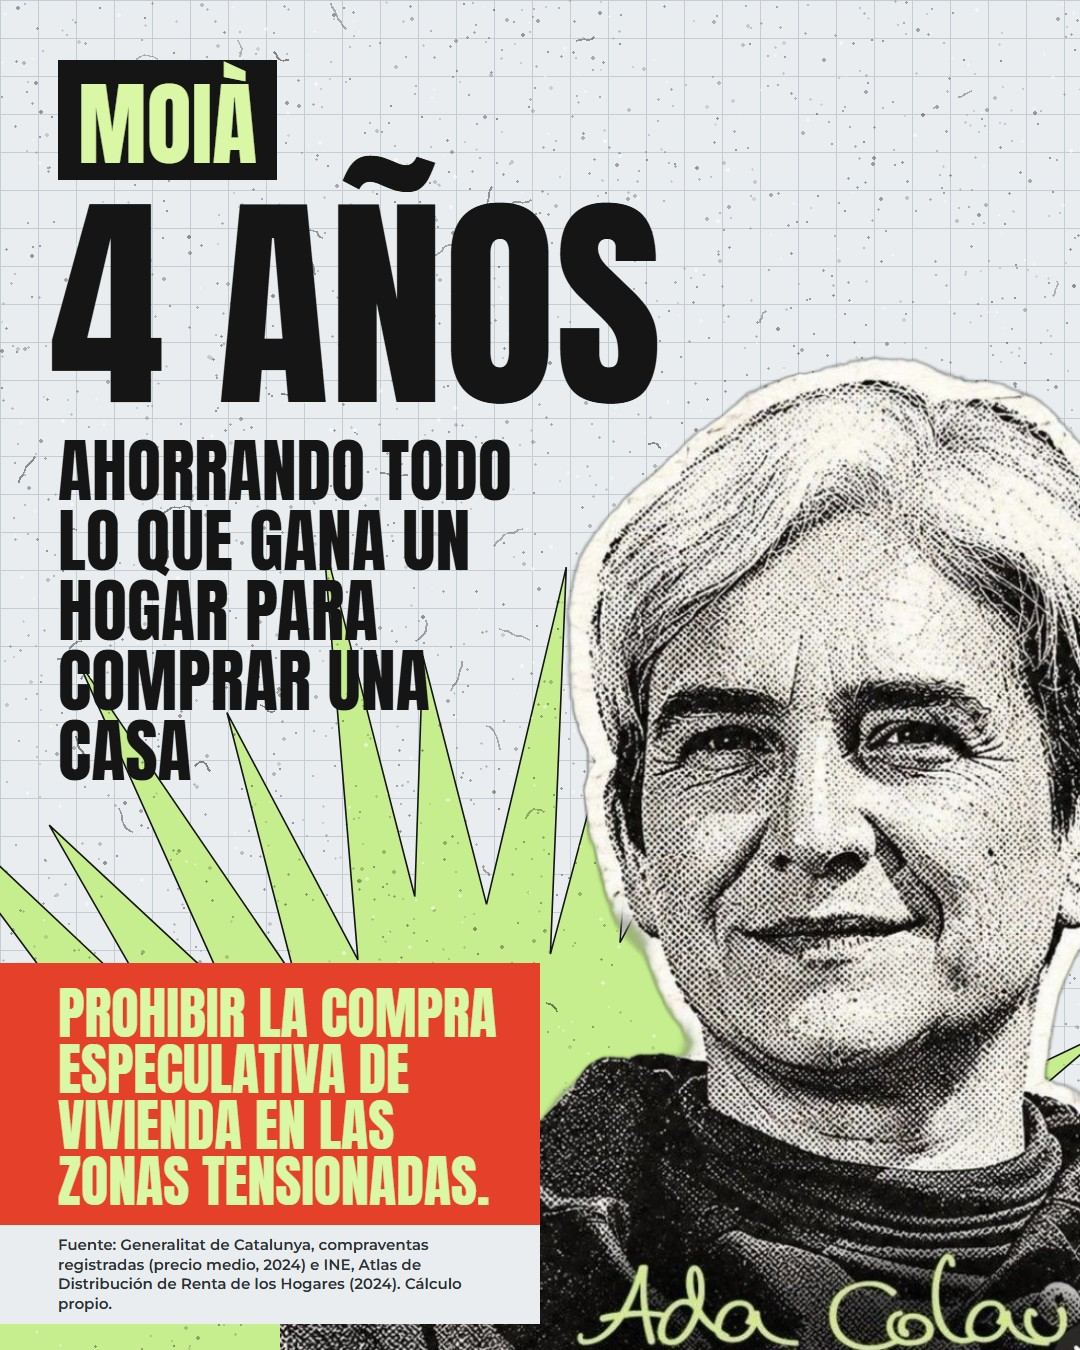 MOIÀ
4 AÑOS
AHORRANDO TODO
LO QUE GANA UN
HOGAR PARA
COMPRAR UNA
CASA
PROHIBIR LA COMPRA
ESPECULATIVA DE
VIVIENDA EN LAS
ZONAS TENSIONADAS.
Fuente: Generalitat de Catalunya, compraventas
registradas (precio medio, 2024) e INE, Atlas de
Distribución de Renta de los Hogares (2024). Cálculo
propio.
Ada Colau